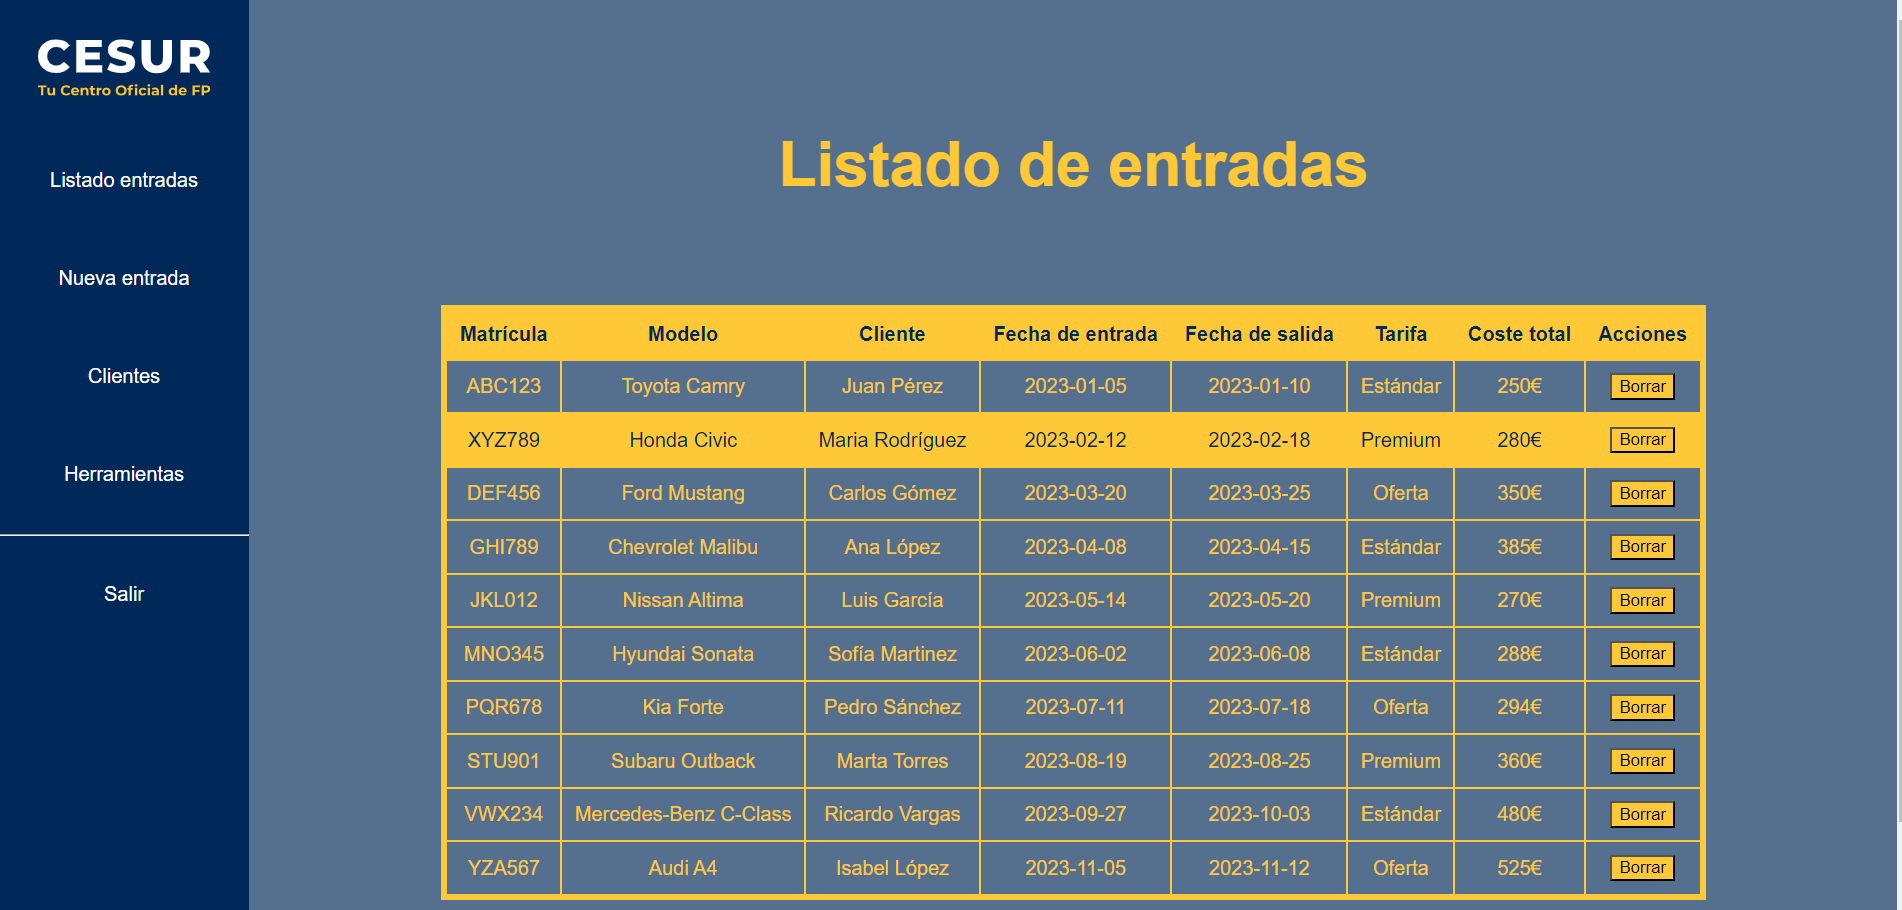 CESUR
Tu Centro Oficial de FP
Listado entradas
Nueva entrada
Clientes
Herramientas
Salir
Listado de entradas
Matrícula Modelo Cliente Fecha de entrada Fecha de salida Tarifa Coste total Acciones
ABC123 Toyota Camry Juan Pérez 2023-01-05 2023-01-10 Estándar 250€ Borrar
XYZ789 Honda Civic Maria Rodríguez 2023-02-12 2023-02-18 Premium 280€ Borrar
DEF456 Ford Mustang Carlos Gómez 2023-03-20 2023-03-25 Oferta 350€ Borrar
GHI789 Chevrolet Malibu Ana López 2023-04-08 2023-04-15 Estándar 385€ Borrar
JKL012 Nissan Altima Luis García 2023-05-14 2023-05-20 Premium 270€ Borrar
MNO345 Hyundai Sonata Sofía Martinez 2023-06-02 2023-06-08 Estándar 288€ Borrar
PQR678 Kia Forte Pedro Sánchez 2023-07-11 2023-07-18 Oferta 294€ Borrar
STU901 Subaru Outback Marta Torres 2023-08-19 2023-08-25 Premium 360€ Borrar
VWX234 Mercedes-Benz C-Class Ricardo Vargas 2023-09-27 2023-10-03 Estándar 480€ Borrar
YZA567 Audi A4 Isabel López 2023-11-05 2023-11-12 Oferta 525€ Borrar